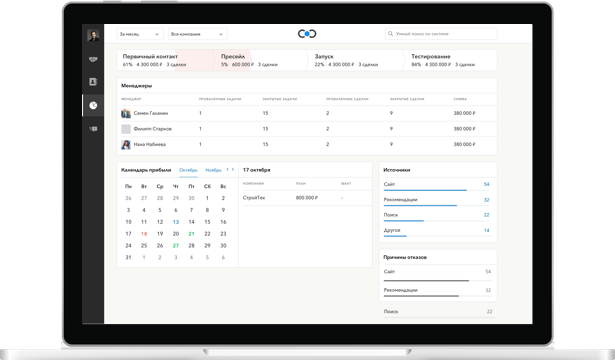 За месяц
Вся компания
Умный поиск по системе
Первичный контакт
Пресейл
Запуск
Тестирование
61% 4 300 000 ₽ 3 сделки
5% 600 000 ₽ 3 сделки
22% 4 300 000 ₽ 3 сделки
84% 4 300 000 ₽ 3 сделки
Менеджеры
МЕНЕДЖЕР
ПРОВАЛЕННЫЕ ЗАДАЧИ
ЗАКРЫТЫЕ ЗАДАЧИ
ПРОВАЛЕННЫЕ СДЕЛКИ
ЗАКРЫТЫЕ СДЕЛКИ
СУММА
Семен Газанян 1 15 2 9 380 000 ₽
Филипп Старков 1 15 2 9 380 000 ₽
Нана Набиева 1 15 2 9 380 000 ₽
Календарь прибыли Октябрь Ноябрь
Пн Вт Ср Чт Пт Сб Вс
26 27 28 29 30 1 2
3 4 5 6 7 8 9
10 11 12 13 14 15 16
17 18 19 20 21 22 23
24 25 26 27 28 29 30
31 1 2 3 4 5 6
17 октября
КОМПАНИЯ ПЛАН ФАКТ
СтройТех 800 000 ₽ -
Источники
Сайт 54
Рекомендации 32
Поиск 22
Другое 14
Причины отказов
Сайт 54
Рекомендации 32
Поиск 22